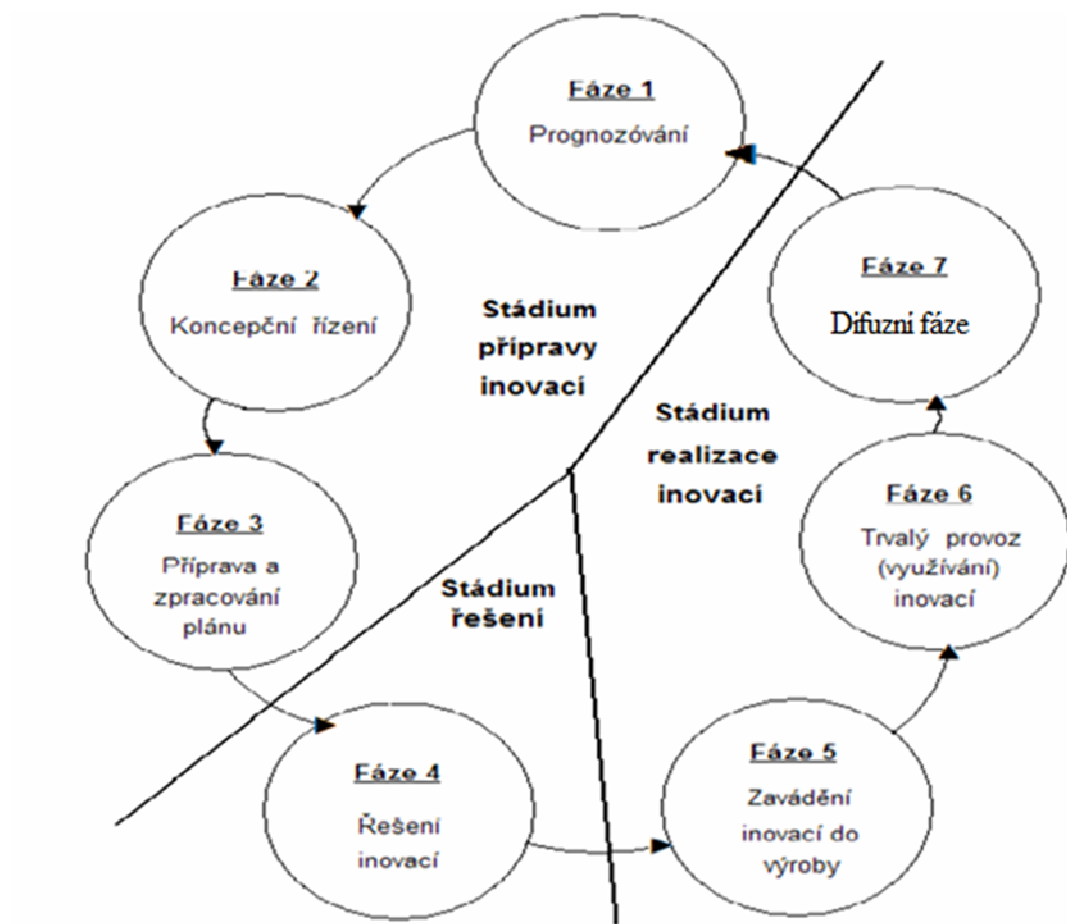 Fáze 1
Prognozóvání
Fáze 2
Koncepční řízení
Fáze 3
Příprava a
zpracování
plánu
Fáze 4
Řešení
inovací
Fáze 5
Zavádění
inovací do
výroby
Fáze 6
Trvalý provoz
(využívání)
inovací
Fáze 7
Difuzní fáze
Stádium
přípravy
inovací
Stádium
řešení
Stádium
realizace
inovací